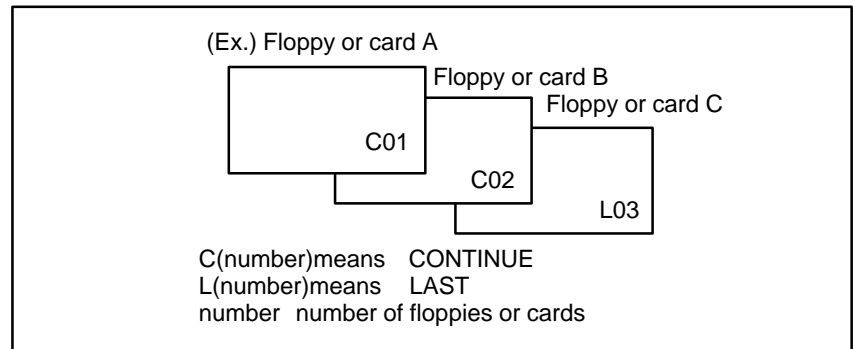 (Ex.) Floppy or card A
Floppy or card B
Floppy or card C
C01
C02
L03
C(number)means CONTINUE
L(number)means LAST
number number of floppies or cards